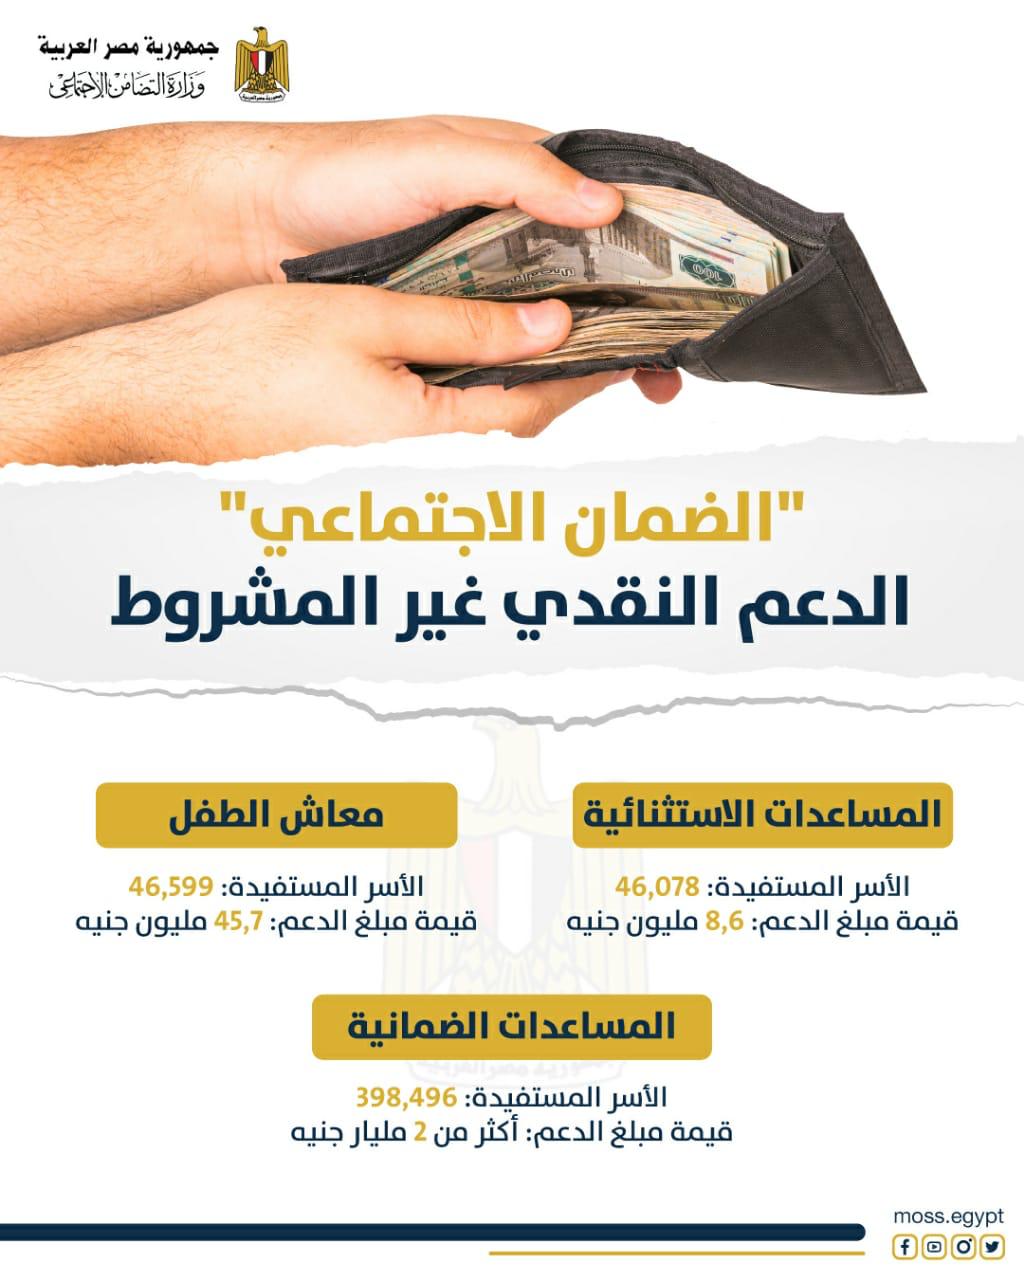 جمهورية مصر العربية
وزارة التضامن الاجتماعي
100
"الضمان الاجتماعي"
الدعم النقدي غير المشروط
المساعدات الاستثنائية
الأسر المستفيدة: 46,078
قيمة مبلغ الدعم: 8,6 مليون جنيه
معاش الطفل
الأسر المستفيدة: 46,599
قيمة مبلغ الدعم: 45,7 مليون جنيه
المساعدات الضمانية
الأسر المستفيدة: 398,496
قيمة مبلغ الدعم: أكثر من 2 مليار جنيه
moss.egypt